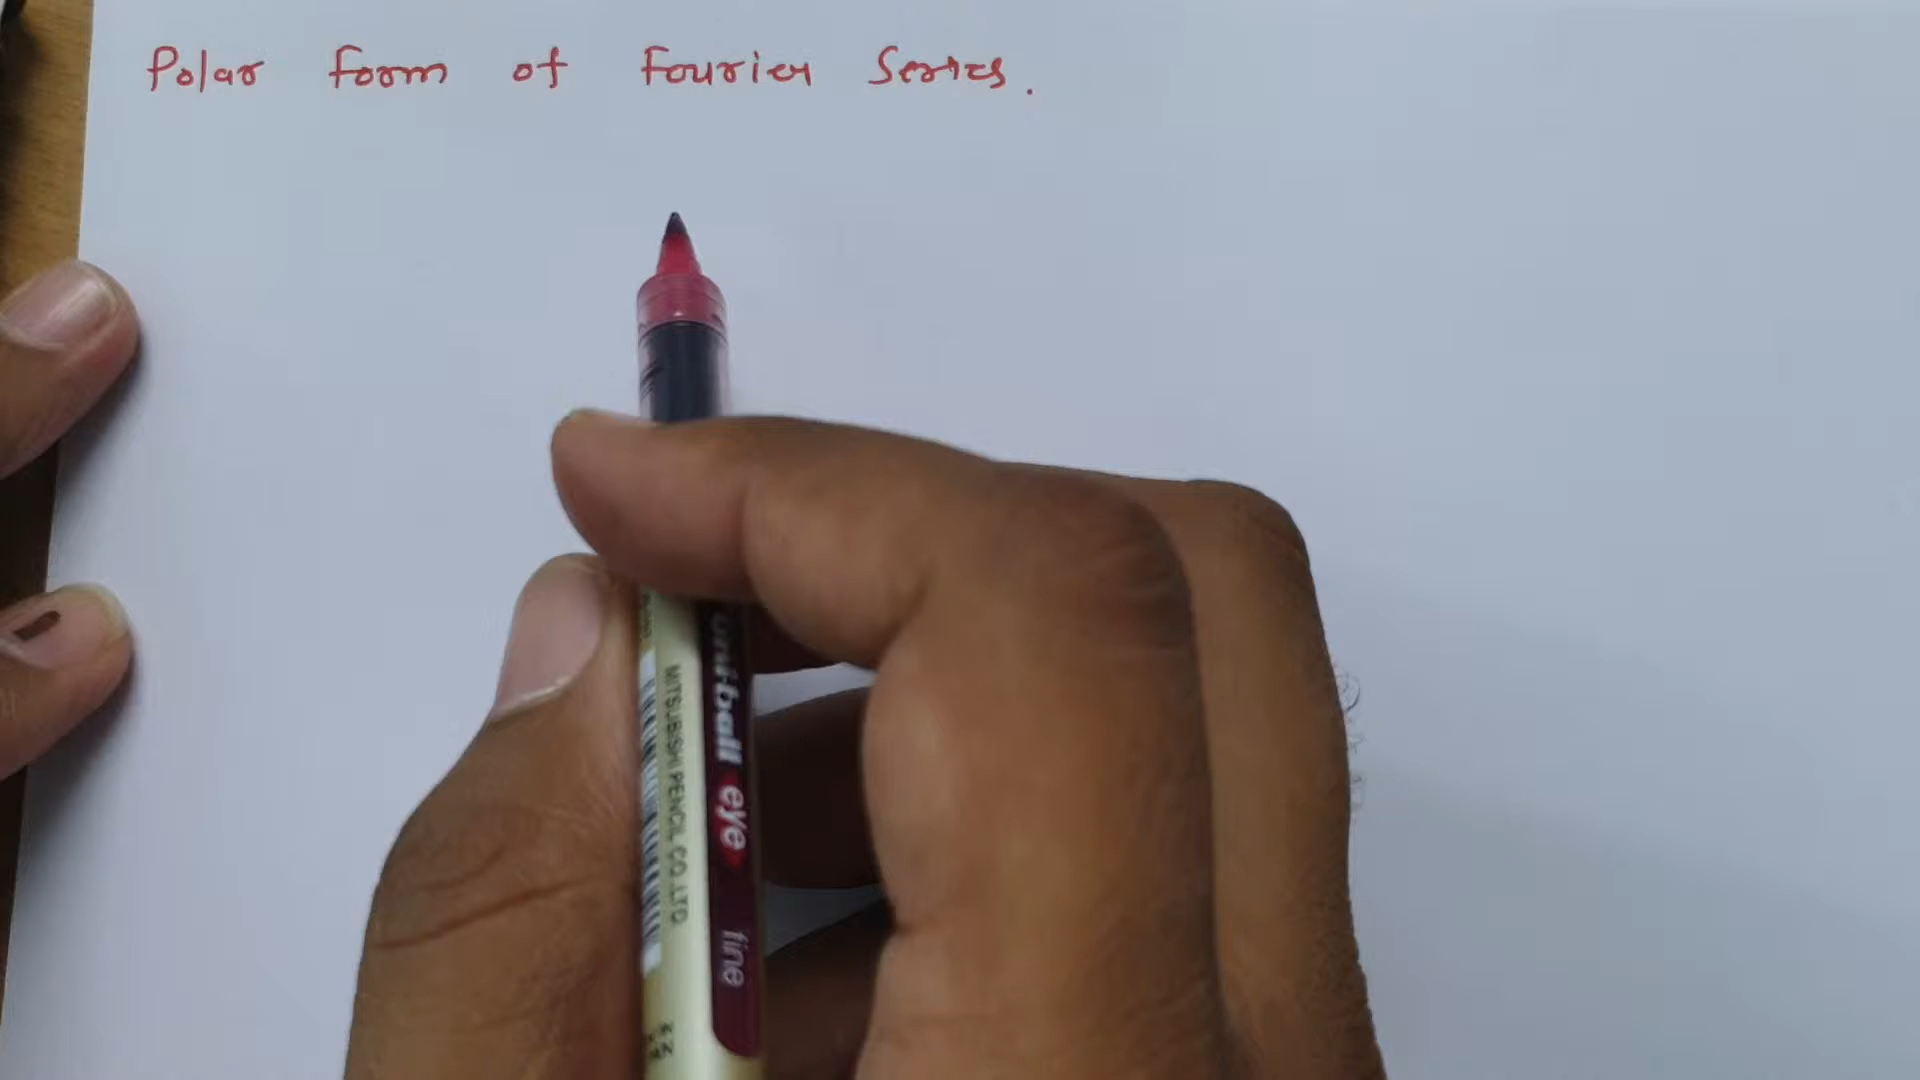 Polar form of Fourier Series.
uni-ball eye fine
MITSUBISHI PENCIL CO., LTD.